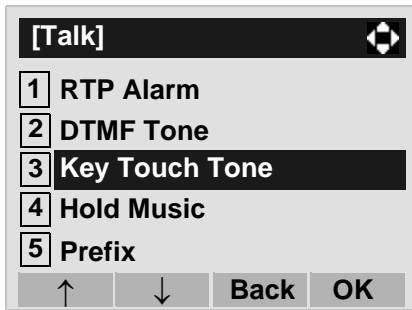 [Talk]
1 RTP Alarm
2 DTMF Tone
3 Key Touch Tone
4 Hold Music
5 Prefix
↑ ↓ Back OK